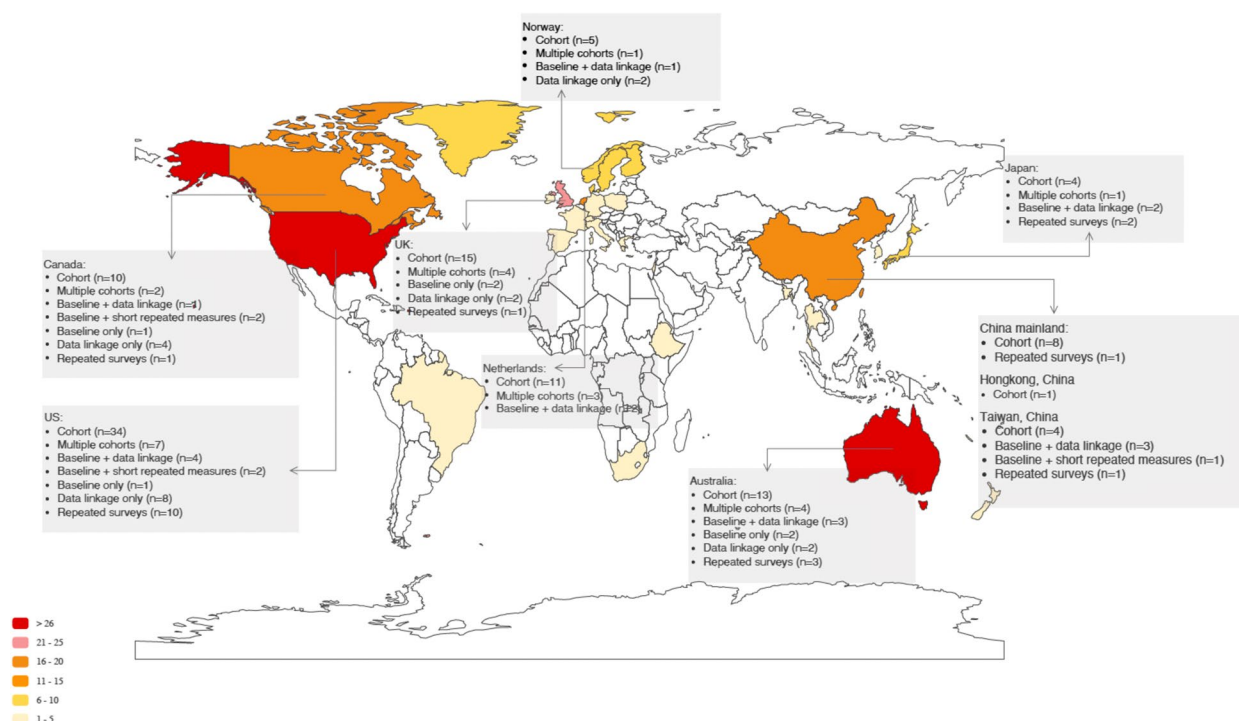 Norway:
• Cohort (n=5)
• Multiple cohorts (n=1)
• Baseline + data linkage (n=1)
• Data linkage only (n=2)
Japan:
• Cohort (n=4)
• Multiple cohorts (n=1)
• Baseline + data linkage (n=2)
• Repeated surveys (n=2)
UK:
• Cohort (n=15)
• Multiple cohorts (n=4)
• Baseline only (n=2)
• Data linkage only (n=2)
• Repeated surveys (n=1)
Canada:
• Cohort (n=10)
• Multiple cohorts (n=2)
• Baseline + data linkage (n=1)
• Baseline + short repeated measures (n=2)
• Baseline only (n=1)
• Data linkage only (n=4)
• Repeated surveys (n=1)
China mainland:
• Cohort (n=8)
• Repeated surveys (n=1)
Hongkong, China
• Cohort (n=1)
Taiwan, China
• Cohort (n=4)
• Baseline + data linkage (n=3)
• Baseline + short repeated measures (n=1)
• Repeated surveys (n=1)
Netherlands:
• Cohort (n=11)
• Multiple cohorts (n=3)
• Baseline + data linkage
US:
• Cohort (n=34)
• Multiple cohorts (n=7)
• Baseline + data linkage (n=4)
• Baseline + short repeated measures (n=2)
• Baseline only (n=1)
• Data linkage only (n=8)
• Repeated surveys (n=10)
Australia:
• Cohort (n=13)
• Multiple cohorts (n=4)
• Baseline + data linkage (n=3)
• Baseline only (n=2)
• Data linkage only (n=2)
• Repeated surveys (n=3)
> 26
21 - 25
16 - 20
11 - 15
6 - 10
1 - 5